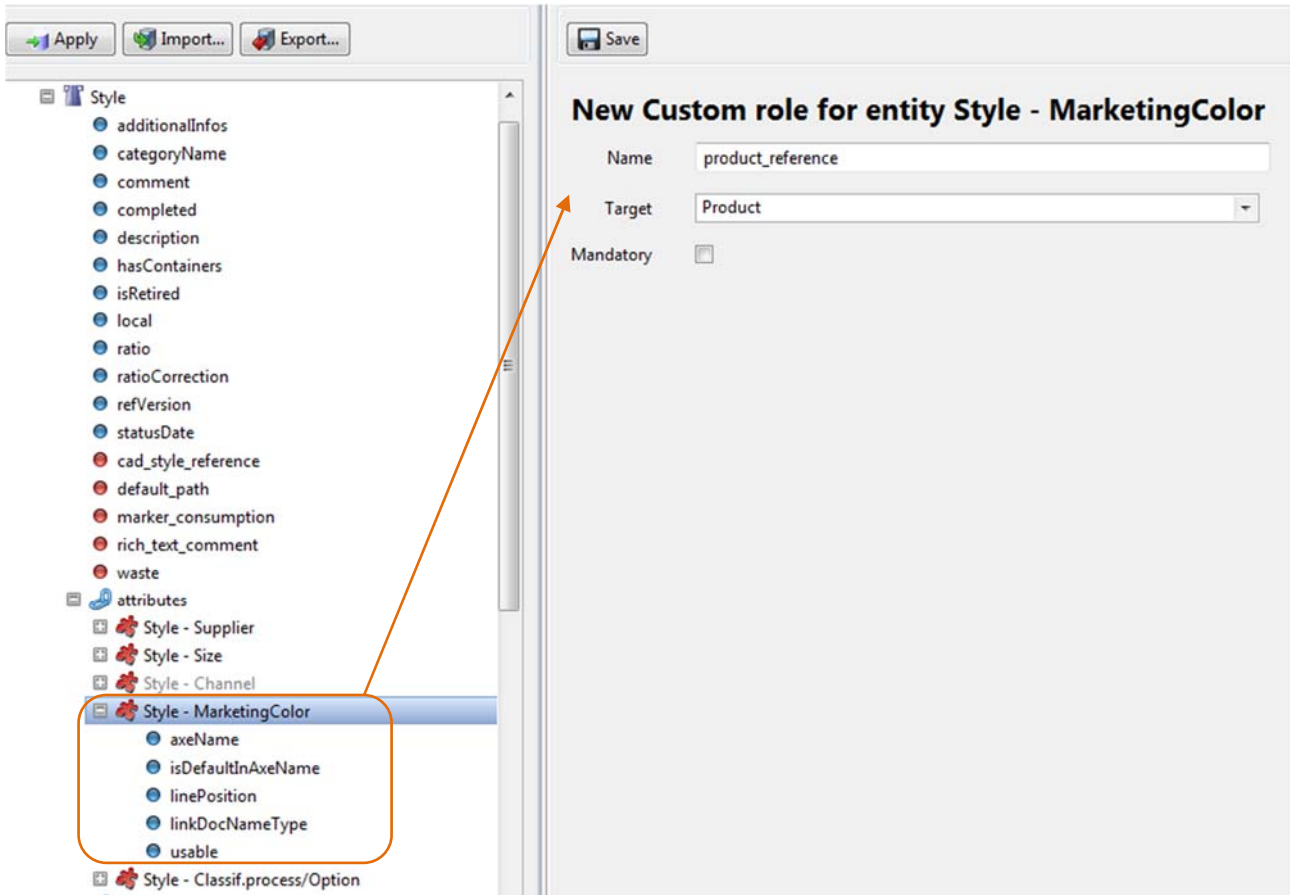 Apply Import... Export...
Style
additionalInfos
categoryName
comment
completed
description
hasContainers
isRetired
local
ratio
ratioCorrection
refVersion
statusDate
cad_style_reference
default_path
marker_consumption
rich_text_comment
waste
attributes
Style - Supplier
Style - Size
Style - Channel
Style - MarketingColor
axeName
isDefaultInAxeName
linePosition
linkDocNameType
usable
Style - Classif.process/Option
Save
New Custom role for entity Style - MarketingColor
Name product_reference
Target Product
Mandatory